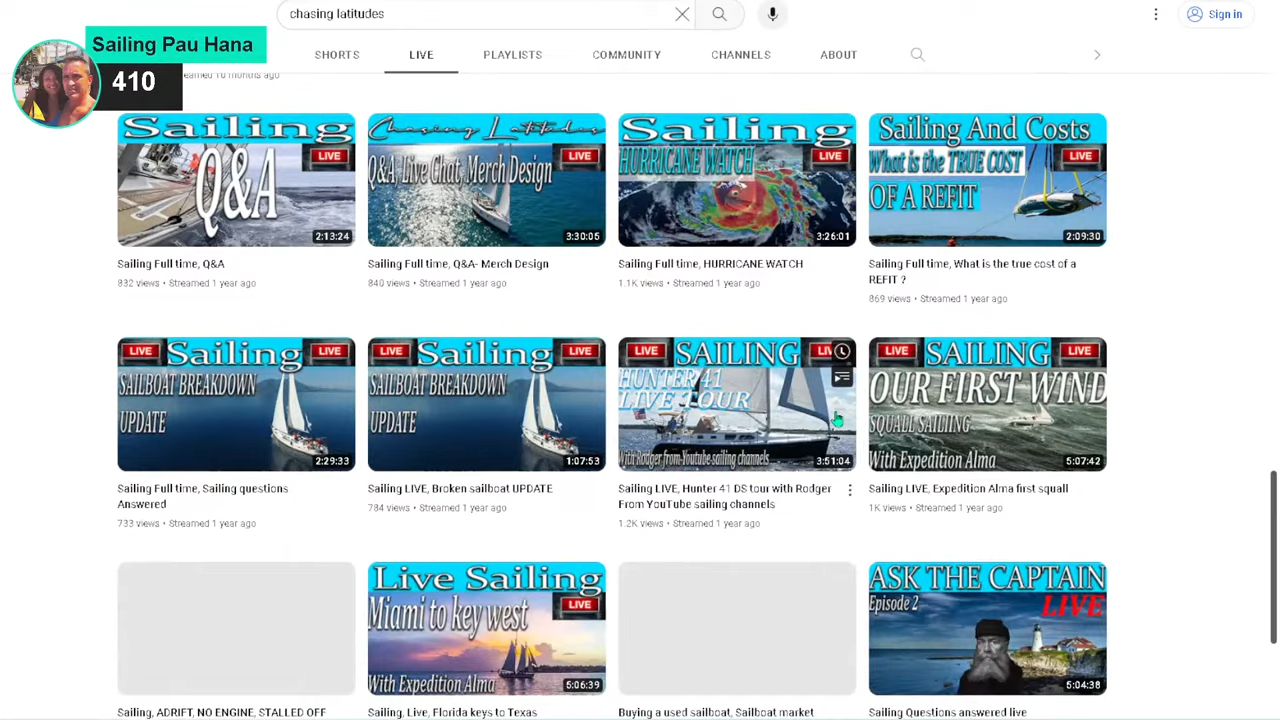 chasing latitudes
Sign in
Sailing Pau Hana
410
SHORTS
LIVE
PLAYLISTS
COMMUNITY
CHANNELS
ABOUT
eamed 10 months ago
Sailing
LIVE
Q&A
2:13:24
Chasing Latitudes
LIVE
Q&A, Live Chat, Merch Design
3:30:05
Sailing
HURRICANE WATCH
LIVE
3:26:01
Sailing And Costs
What is the TRUE COST
LIVE
OF A REFIT
2:09:30
Sailing Full time, Q&A
832 views • Streamed 1 year ago
Sailing Full time, Q&A- Merch Design
840 views • Streamed 1 year ago
Sailing Full time, HURRICANE WATCH
1.1K views • Streamed 1 year ago
Sailing Full time, What is the true cost of a
REFIT ?
869 views • Streamed 1 year ago
LIVE Sailing LIVE
SAILBOAT BREAKDOWN
UPDATE
2:29:33
LIVE Sailing LIVE
SAILBOAT BREAKDOWN
UPDATE
1:07:53
LIVE SAILING LIV
HUNTER 41
LIVE TOUR
With Rodger from Youtube sailing channels
3:51:04
LIVE SAILING LIVE
OUR FIRST WIND
SQUALL SAILING
With Expedition Alma
5:07:42
Sailing Full time, Sailing questions
Answered
733 views • Streamed 1 year ago
Sailing LIVE, Broken sailboat UPDATE
784 views • Streamed 1 year ago
Sailing LIVE, Hunter 41 DS tour with Rodger
From YouTube sailing channels
1.2K views • Streamed 1 year ago
Sailing LIVE, Expedition Alma first squall
1K views • Streamed 1 year ago
Live Sailing
LIVE
Miami to key west
With Expedition Alma
5:06:39
ASK THE CAPTAIN
Episode 2
LIVE
5:04:38
Sailing, ADRIFT, NO ENGINE, STALLED OFF
Sailing, Live, Florida keys to Texas
Buying a used sailboat, Sailboat market
Sailing Questions answered live